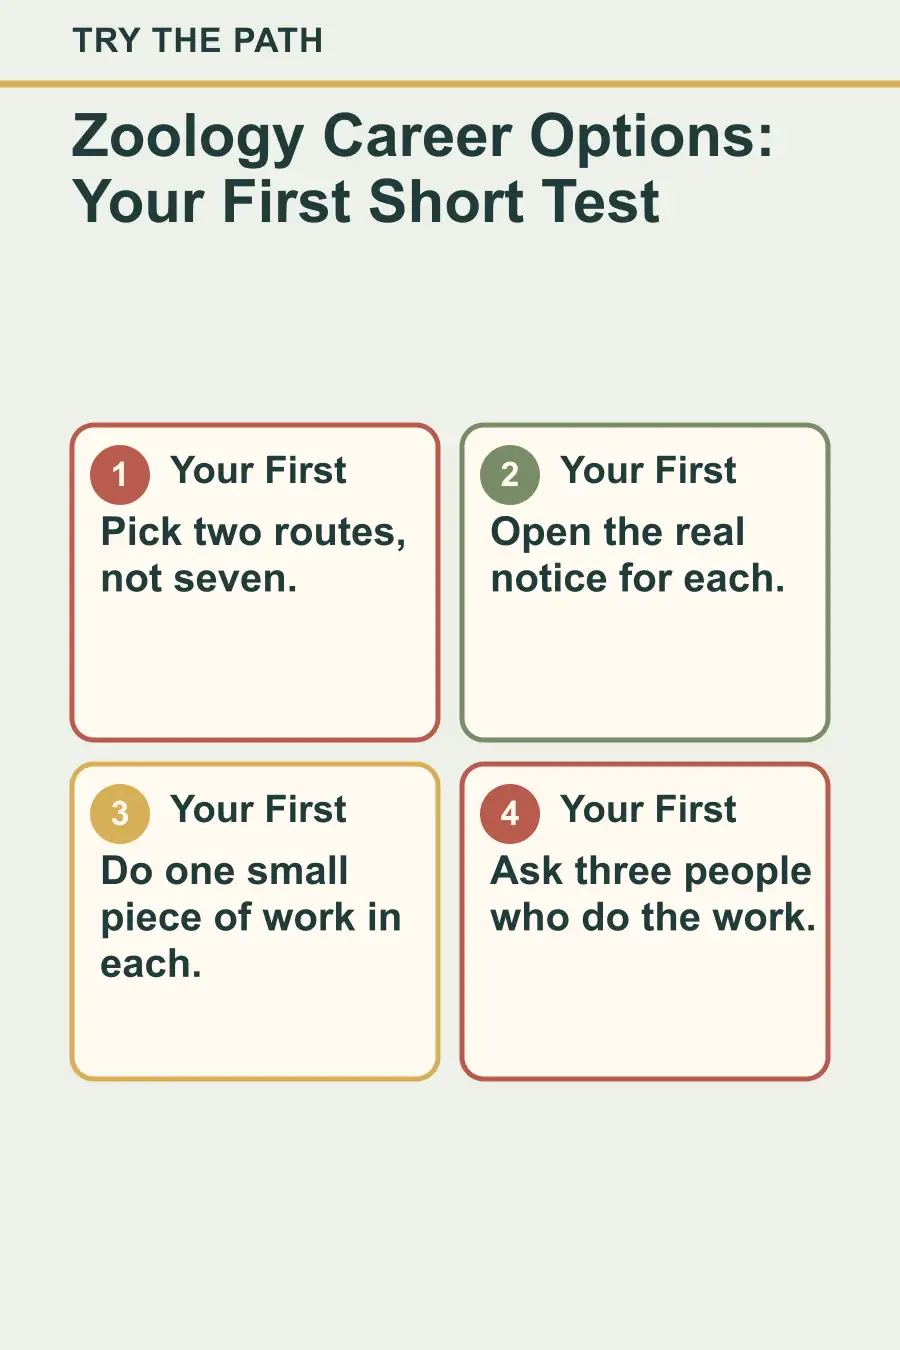 TRY THE PATH
Zoology Career Options:
Your First Short Test
1 Your First
Pick two routes,
not seven.
2 Your First
Open the real
notice for each.
3 Your First
Do one small
piece of work in
each.
4 Your First
Ask three people
who do the work.